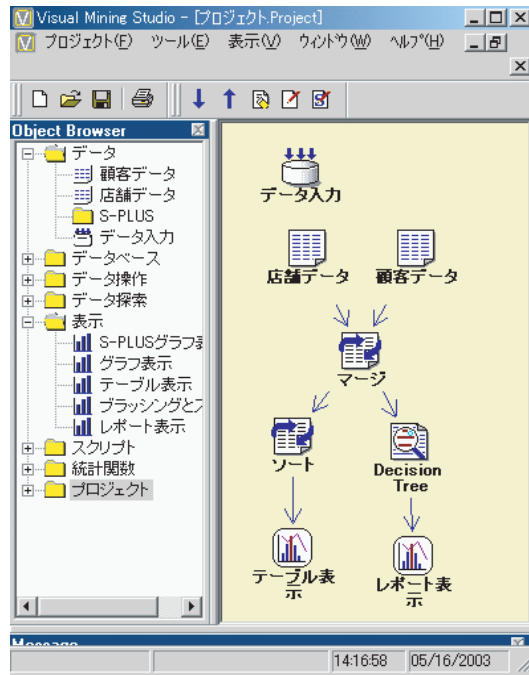 Visual Mining Studio - [プロジェクト.Project]
プロジェクト(F) ツール(E) 表示(V) ウィンドウ(W) ヘルプ(H)
Object Browser
データ
顧客データ
店舗データ
S-PLUS
データ入力
データベース
データ操作
データ探索
表示
S-PLUSグラフ
グラフ表示
テーブル表示
ブラッシングと
レポート表示
スクリプト
統計関数
プロジェクト
データ入力
店舗データ 顧客データ
マージ
ソート
Decision
Tree
テーブル表
示
レポート表
示
14:16:58 05/16/2003